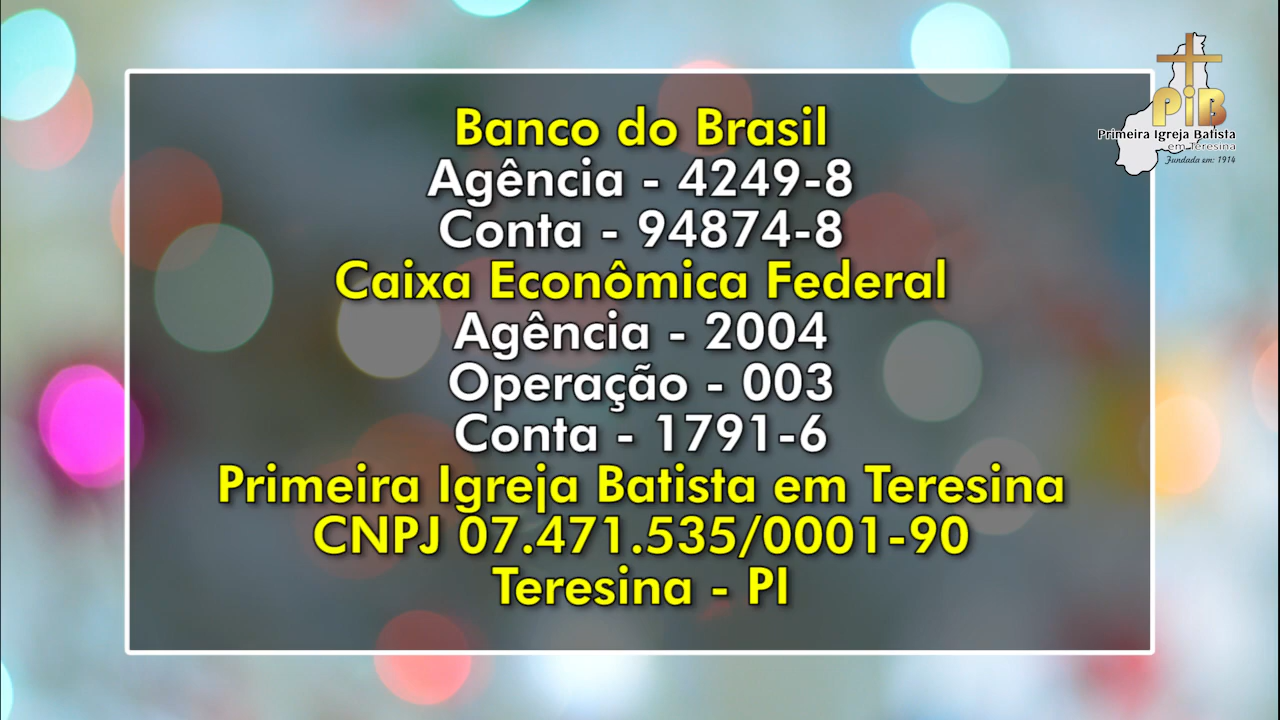 Banco do Brasil
Agência - 4249-8
Conta - 94874-8
Caixa Econômica Federal
Agência - 2004
Operação - 003
Conta - 1791-6
Primeira Igreja Batista em Teresina
CNPJ 07.471.535/0001-90
Teresina - PI
PiB
Primeira Igreja Batista
em Teresina
Fundada em: 1914